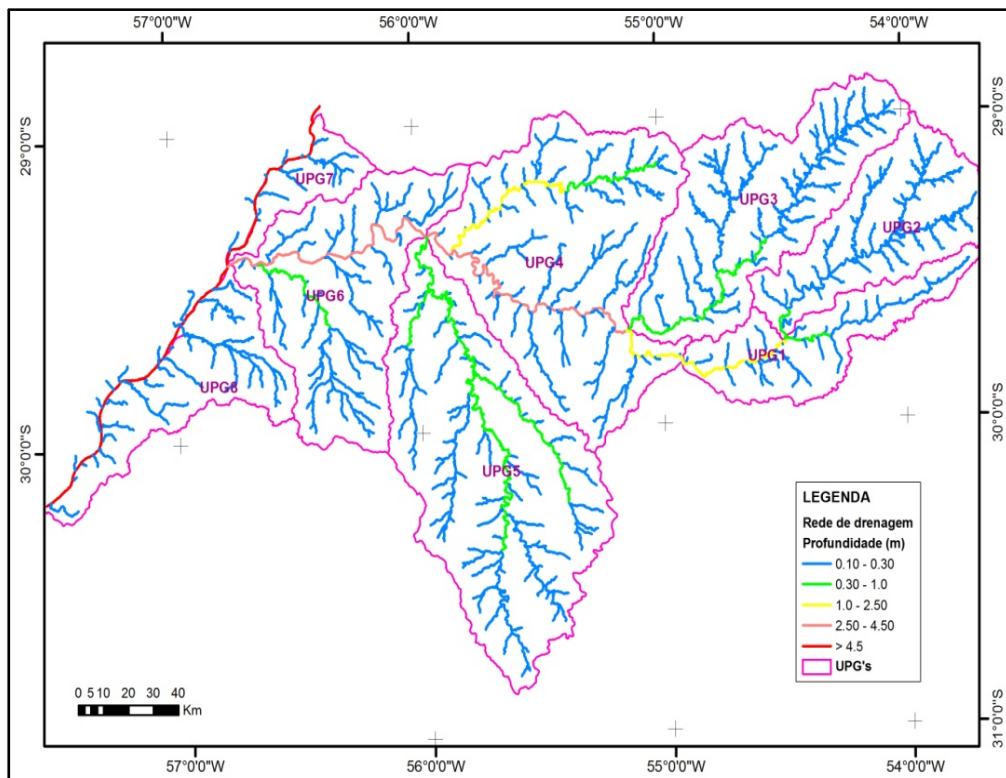 57°0'0"W 56°0'0"W 55°0'0"W 54°0'0"W
29°0'0"S
29°0'0"S
UPG7
UPG3
UPG2
UPG4
UPG6
UPG1
UPG8
30°0'0"S
30°0'0"S
UPG5
LEGENDA
Rede de drenagem
Profundidade (m)
0.10 - 0.30
0.30 - 1.0
1.0 - 2.50
2.50 - 4.50
> 4.5
UPG's
0 5 10 20 30 40
Km
31°0'0"S
57°0'0"W 56°0'0"W 55°0'0"W 54°0'0"W